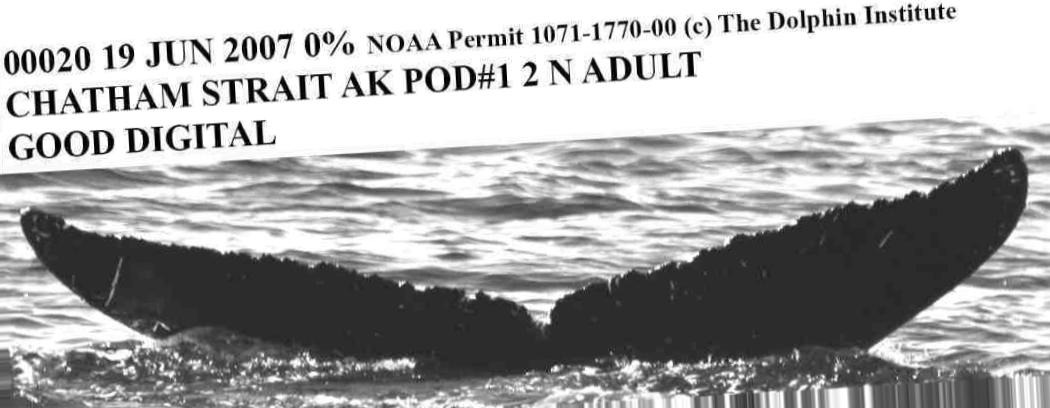 00020 19 JUN 2007 0% NOAA Permit 1071-1770-00 (c) The Dolphin Institute
CHATHAM STRAIT AK POD#1 2 N ADULT
GOOD DIGITAL